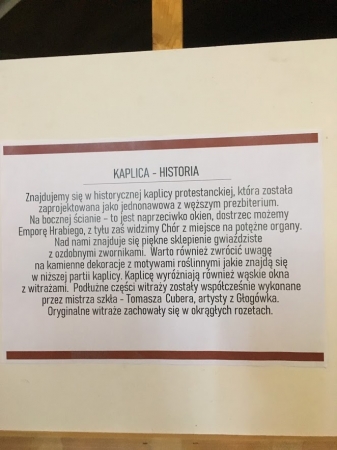 KAPLICA - HISTORIA
Znajdujemy się w historycznej kaplicy protestanckiej, która została
zaprojektowana jako jednonawowa z węższym prezbiterium.
Na bocznej ścianie – to jest naprzeciwko okien, dostrzec możemy
Emporę Hrabiego, z tyłu zaś widzimy Chór z miejsce na potężne organy.
Nad nami znajduje się piękne sklepienie gwiaździste
z ozdobnymi zwornikami. Warto również zwrócić uwagę
na kamienne dekoracje z motywami roślinnymi jakie znajdą się
w niższej partii kaplicy. Kaplicę wyróżniają również wąskie okna
z witrażami. Podłużne części witraży zostały współcześnie wykonane
przez mistrza szkła - Tomasza Cubera, artysty z Głogówka.
Oryginalne witraże zachowały się w okrągłych rozetach.